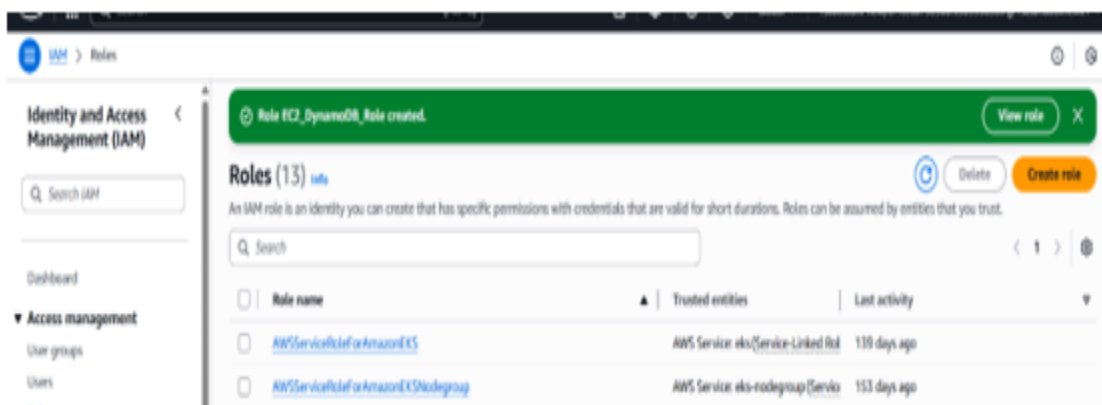 IAM > Roles
Identity and Access
Management (IAM)
Search IAM
Dashboard
Access management
User groups
Users
Role EC2_DynamoDB_Role created.
View role
Roles (13) Info
Delete
Create role
An IAM role is an identity you can create that has specific permissions with credentials that are valid for short durations. Roles can be assumed by entities that you trust.
Search
1
Role name Trusted entities Last activity
AWSServiceRoleForAmazonEKS AWS Service: eks (Service-Linked Rol 139 days ago
AWSServiceRoleForAmazonEKSNodegroup AWS Service: eks-nodegroup (Servic 153 days ago